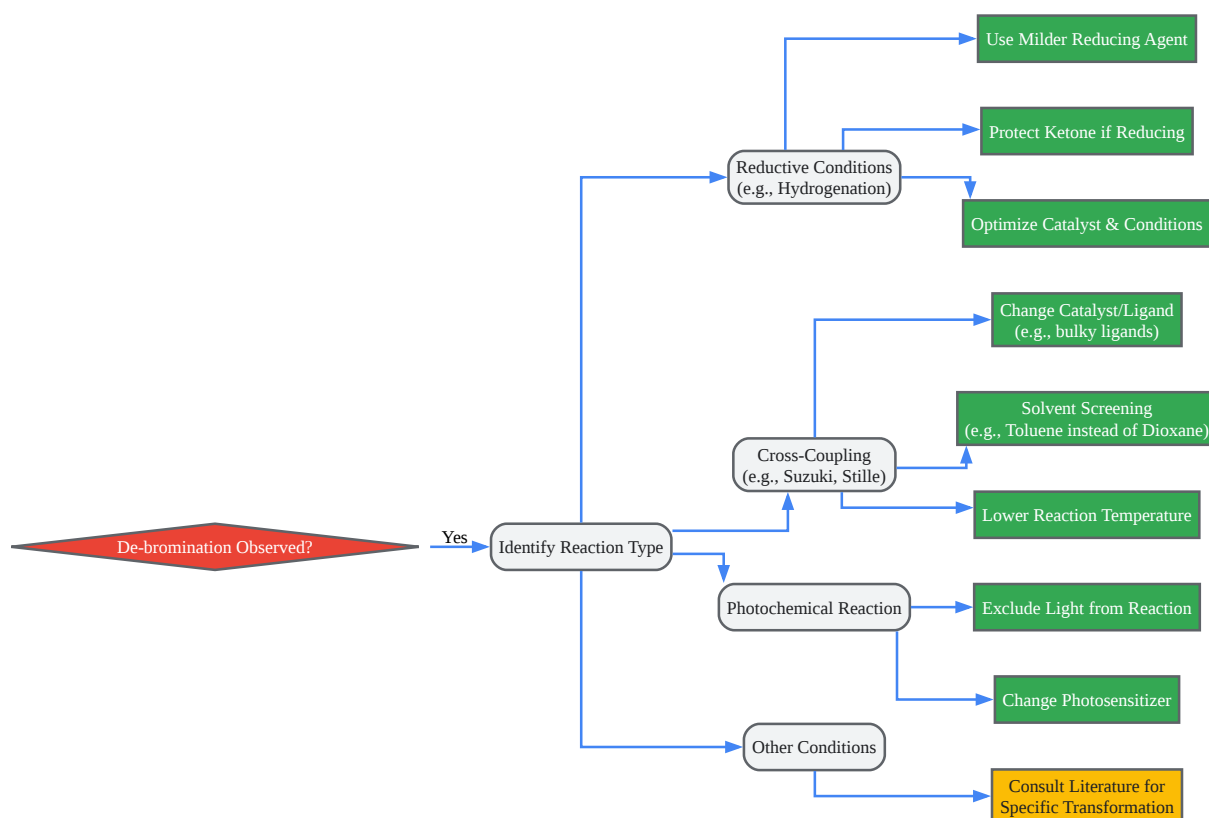 De-bromination Observed?
Yes
Identify Reaction Type
Reductive Conditions
(e.g., Hydrogenation)
Use Milder Reducing Agent
Protect Ketone if Reducing
Optimize Catalyst & Conditions
Cross-Coupling
(e.g., Suzuki, Stille)
Change Catalyst/Ligand
(e.g., bulky ligands)
Solvent Screening
(e.g., Toluene instead of Dioxane)
Lower Reaction Temperature
Photochemical Reaction
Exclude Light from Reaction
Change Photosensitizer
Other Conditions
Consult Literature for
Specific Transformation